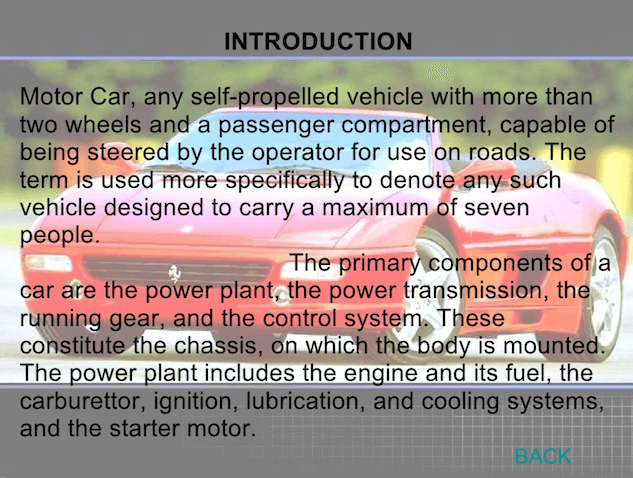 INTRODUCTION
Motor Car, any self-propelled vehicle with more than
two wheels and a passenger compartment, capable of
being steered by the operator for use on roads. The
term is used more specifically to denote any such
vehicle designed to carry a maximum of seven
people.
The primary components of a
car are the power plant, the power transmission, the
running gear, and the control system. These
constitute the chassis, on which the body is mounted.
The power plant includes the engine and its fuel, the
carburettor, ignition, lubrication, and cooling systems,
and the starter motor.
BACK